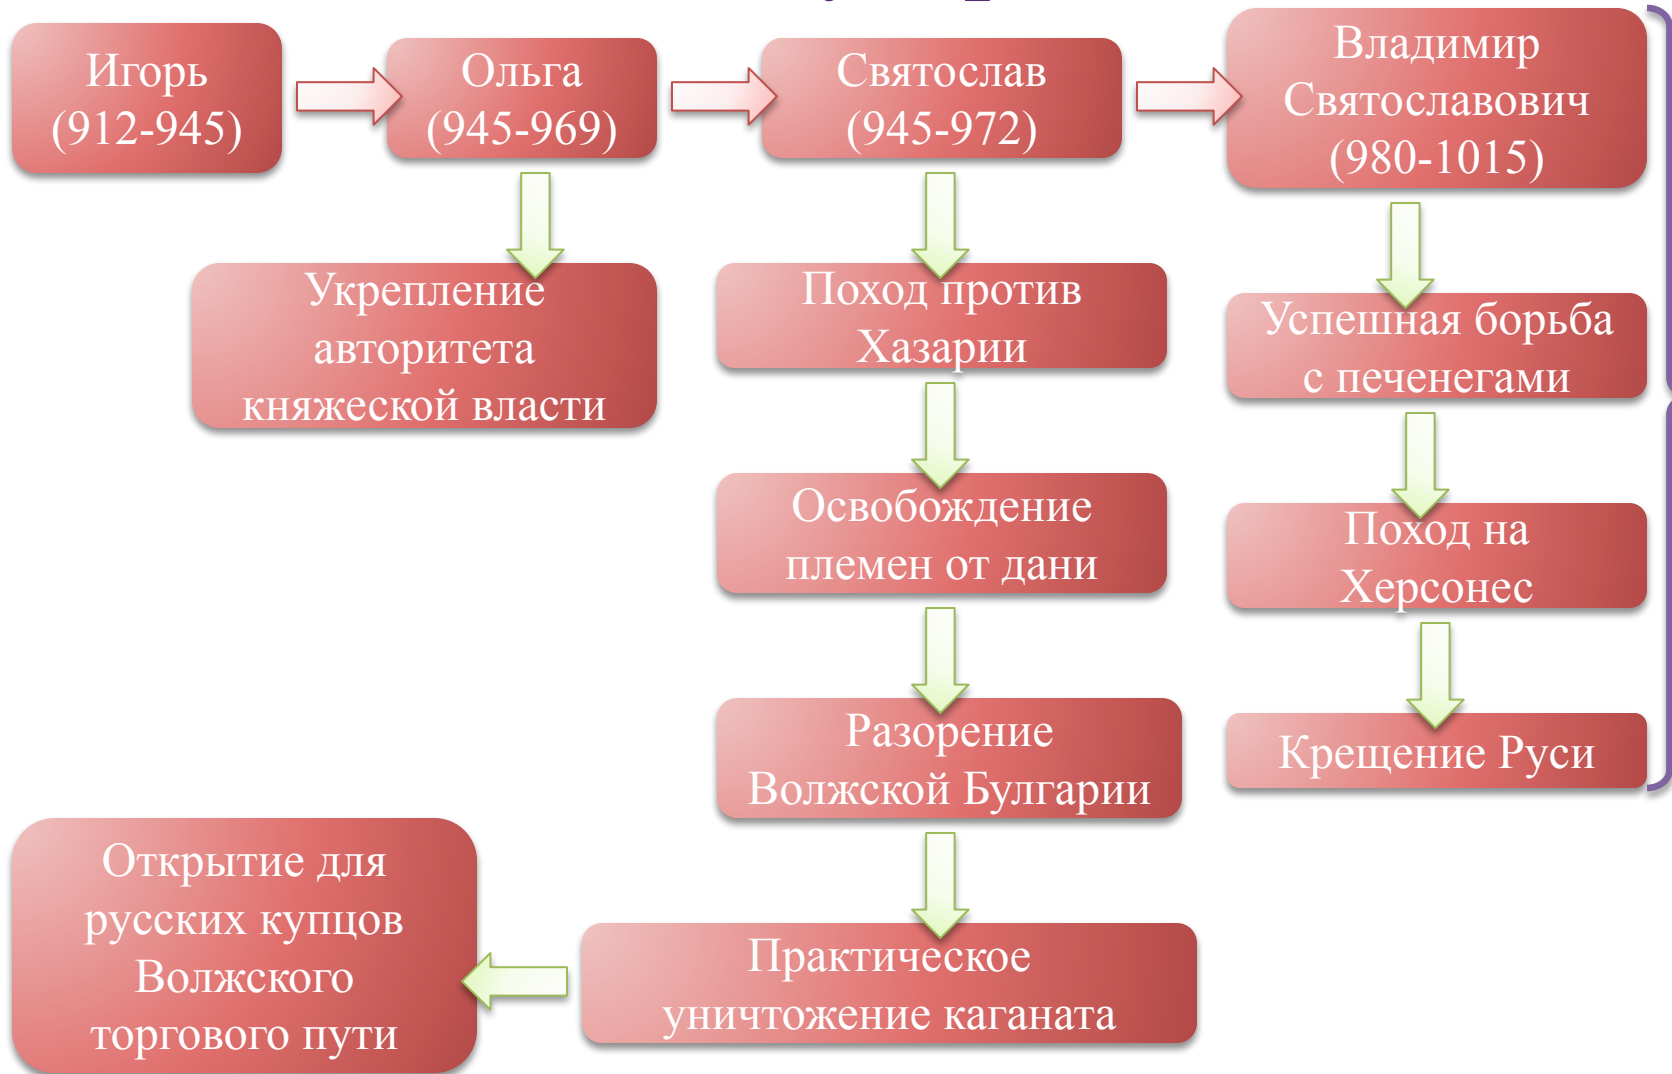 Игорь
(912-945)
Ольга
(945-969)
Святослав
(945-972)
Владимир
Святославович
(980-1015)
Укрепление
авторитета
княжеской власти
Поход против
Хазарии
Освобождение
племен от дани
Разорение
Волжской Булгарии
Практическое
уничтожение каганата
Открытие для
русских купцов
Волжского
торгового пути
Успешная борьба
с печенегами
Поход на
Херсонес
Крещение Руси